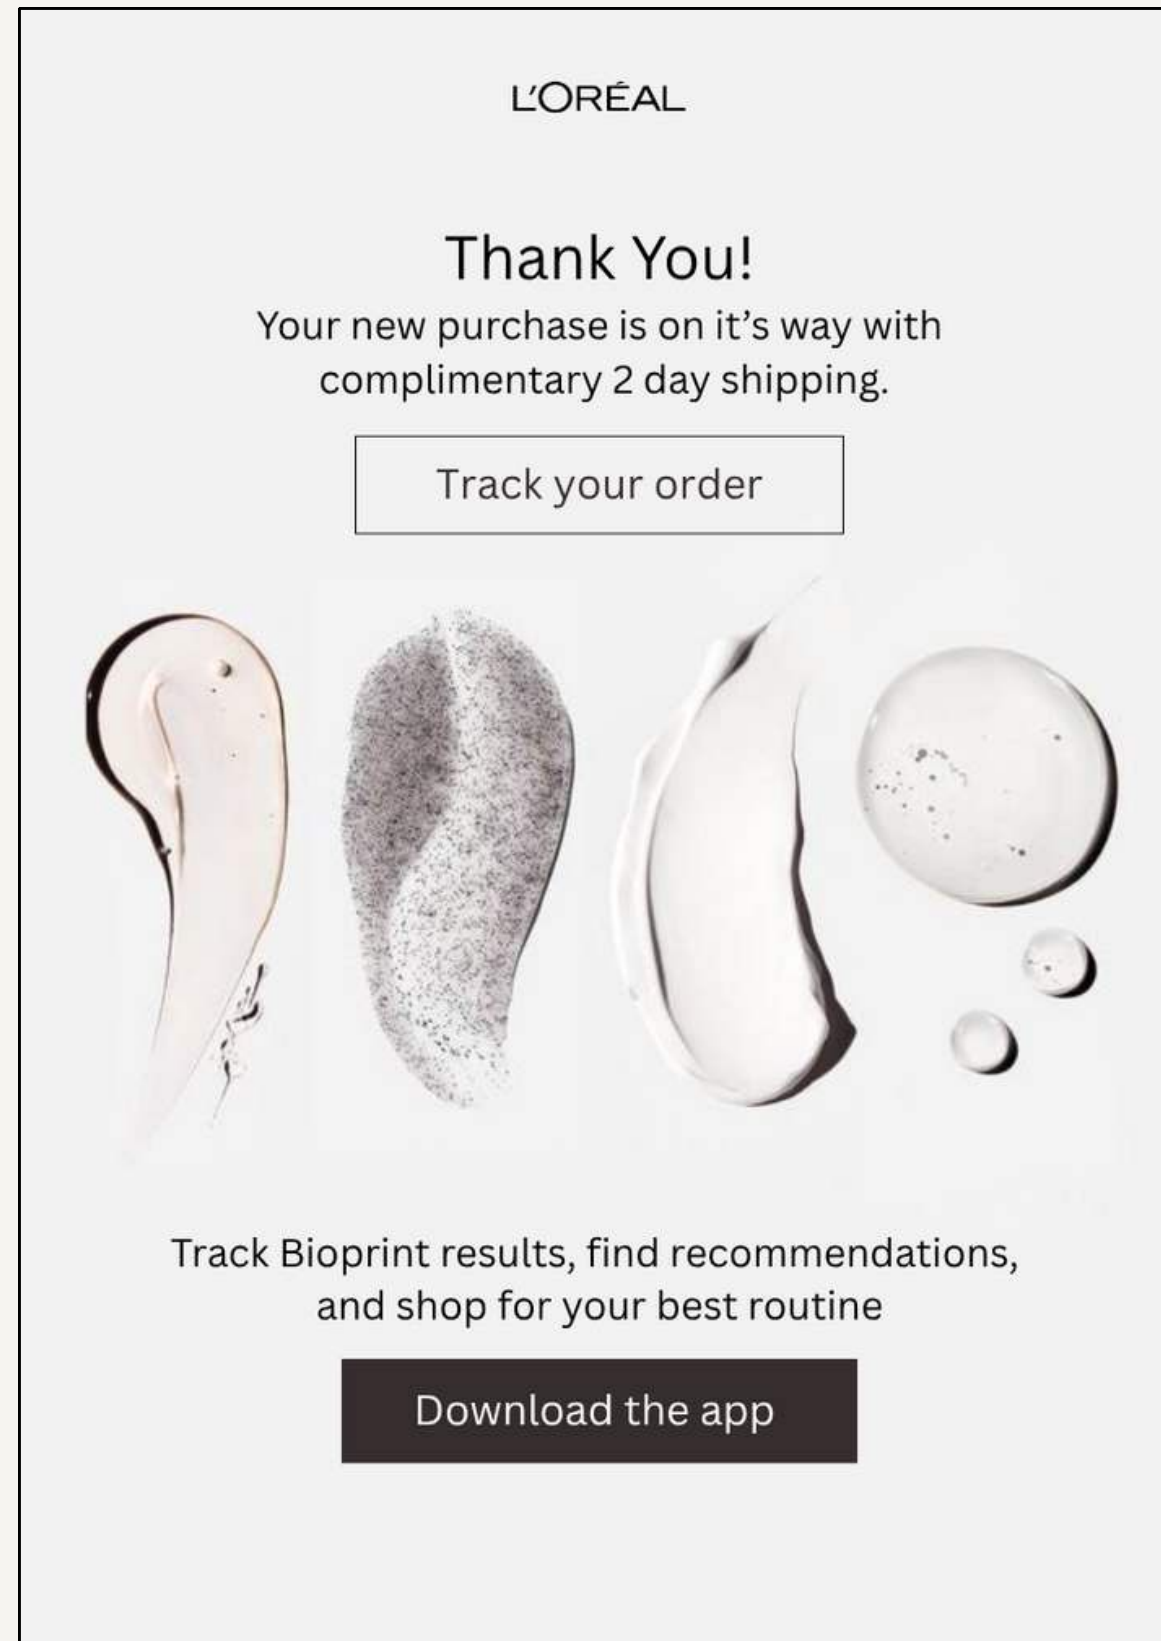 L'ORÉAL
Thank You!
Your new purchase is on it's way with
complimentary 2 day shipping.
Track your order
Track Bioprint results, find recommendations,
and shop for your best routine
Download the app